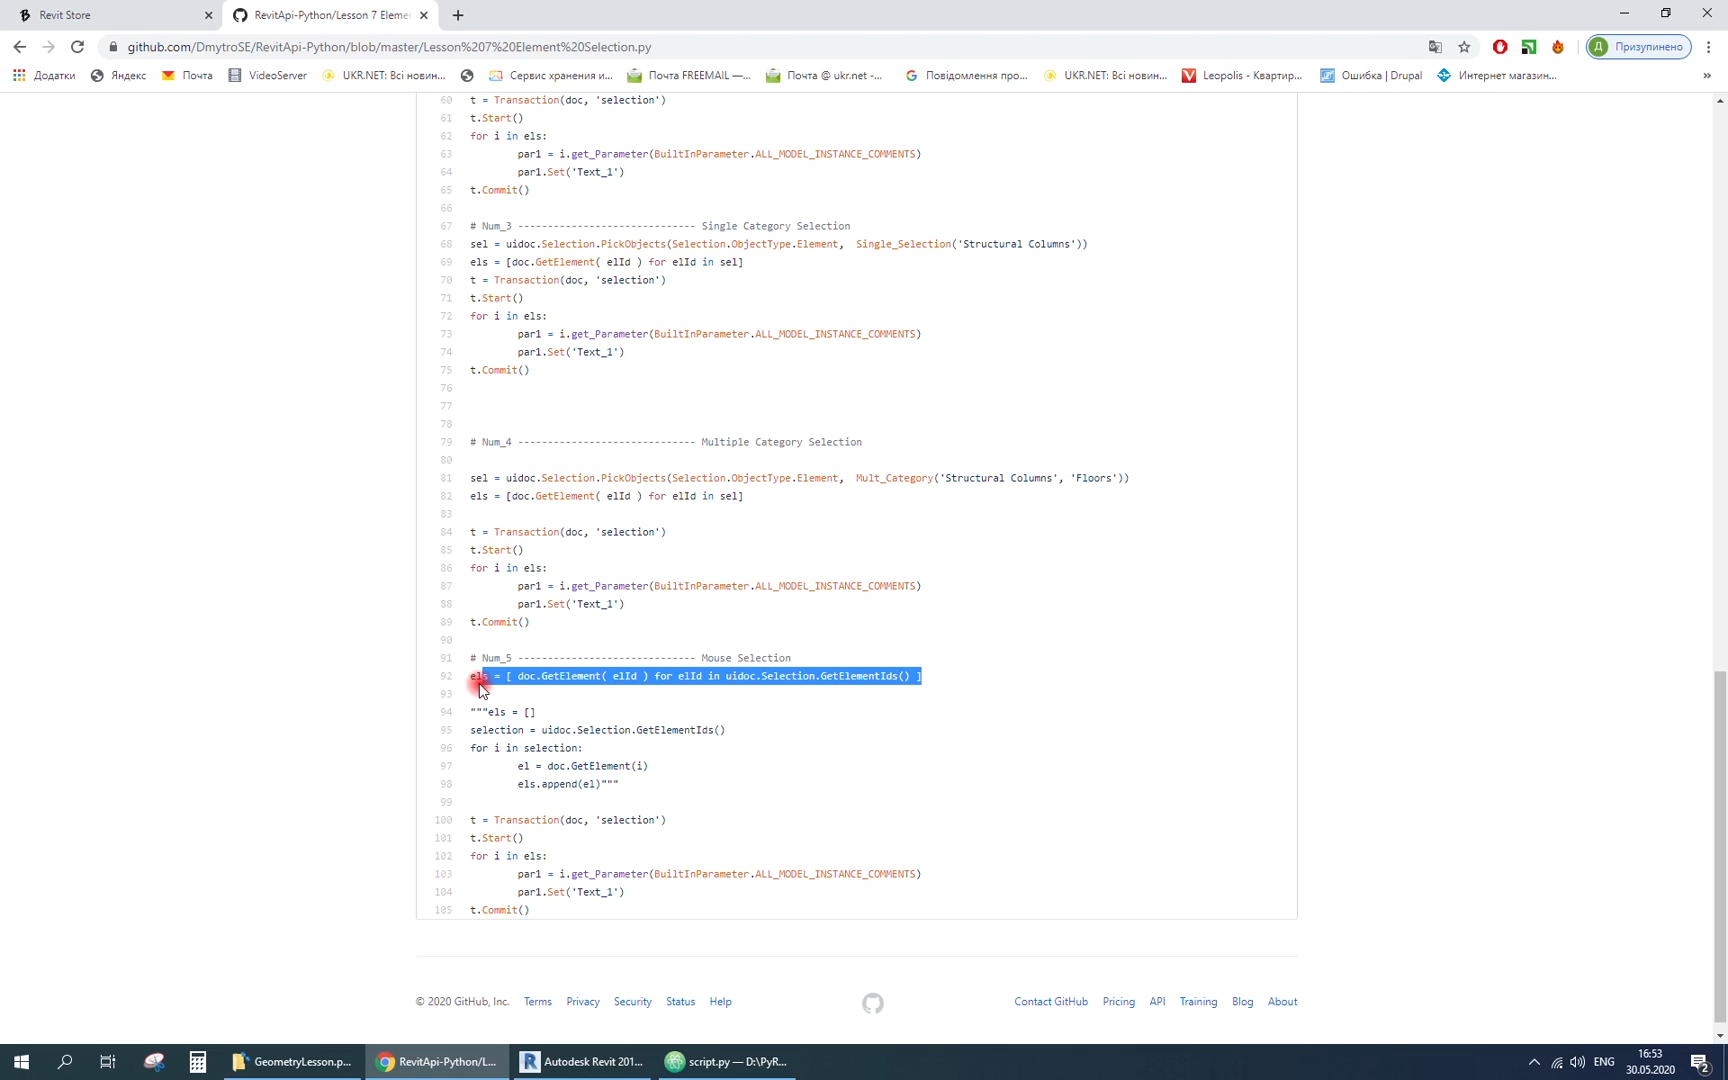 Revit Store
RevitApi-Python/Lesson 7 Eleme
github.com/DmytroSE/RevitApi-Python/blob/master/Lesson%207%20Element%20Selection.py
Д Призупинено
Додатки Яндекс Почта VideoServer UKR.NET: Всі новин... Сервис хранения и... Почта FREEMAIL —... Почта @ ukr.net -... Повідомлення про... UKR.NET: Всі новин... Leopolis - Квартир... Ошибка | Drupal Интернет магазин... »
60 t = Transaction(doc, 'selection')
61 t.Start()
62 for i in els:
63 par1 = i.get_Parameter(BuiltInParameter.ALL_MODEL_INSTANCE_COMMENTS)
64 par1.Set('Text_1')
65 t.Commit()
66
67 # Num_3 ------------------------------ Single Category Selection
68 sel = uidoc.Selection.PickObjects(Selection.ObjectType.Element,  Single_Selection('Structural Columns'))
69 els = [doc.GetElement( elId ) for elId in sel]
70 t = Transaction(doc, 'selection')
71 t.Start()
72 for i in els:
73 par1 = i.get_Parameter(BuiltInParameter.ALL_MODEL_INSTANCE_COMMENTS)
74 par1.Set('Text_1')
75 t.Commit()
76
77
78
79 # Num_4 ------------------------------ Multiple Category Selection
80
81 sel = uidoc.Selection.PickObjects(Selection.ObjectType.Element,  Mult_Category('Structural Columns', 'Floors'))
82 els = [doc.GetElement( elId ) for elId in sel]
83
84 t = Transaction(doc, 'selection')
85 t.Start()
86 for i in els:
87 par1 = i.get_Parameter(BuiltInParameter.ALL_MODEL_INSTANCE_COMMENTS)
88 par1.Set('Text_1')
89 t.Commit()
90
91 # Num_5 ------------------------------ Mouse Selection
92 els = [ doc.GetElement( elId ) for elId in uidoc.Selection.GetElementIds() ]
93
94 """els = []
95 selection = uidoc.Selection.GetElementIds()
96 for i in selection:
97 el = doc.GetElement(i)
98 els.append(el)"""
99
100 t = Transaction(doc, 'selection')
101 t.Start()
102 for i in els:
103 par1 = i.get_Parameter(BuiltInParameter.ALL_MODEL_INSTANCE_COMMENTS)
104 par1.Set('Text_1')
105 t.Commit()
© 2020 GitHub, Inc. Terms Privacy Security Status Help Contact GitHub Pricing API Training Blog About
GeometryLesson.p... RevitApi-Python/L... Autodesk Revit 201... script.py — D:\PyR... ENG 16:53 2
30.05.2020